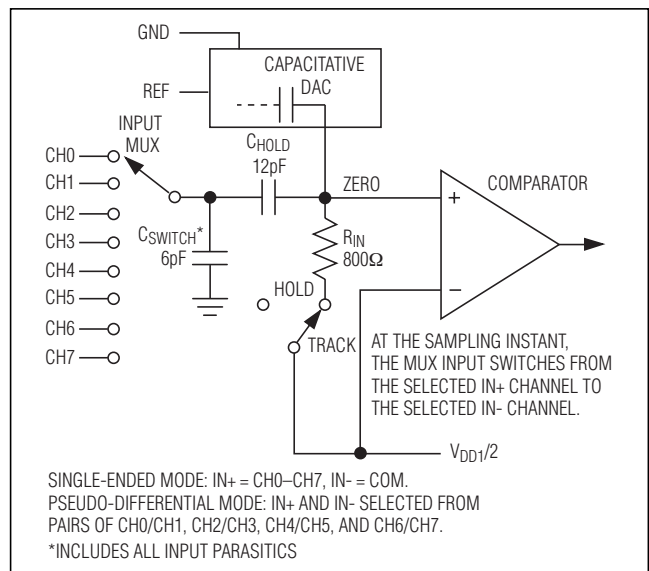 GND
CAPACITATIVE
DAC
REF
INPUT
MUX
CHOLD
12pF
CH0
CH1
CH2
CH3
CH4
CH5
CH6
CH7
ZERO
COMPARATOR
+
−
CSWITCH*
6pF
RIN
800Ω
HOLD
TRACK
AT THE SAMPLING INSTANT,
THE MUX INPUT SWITCHES FROM
THE SELECTED IN+ CHANNEL TO
THE SELECTED IN- CHANNEL.
VDD1/2
SINGLE-ENDED MODE: IN+ = CH0–CH7, IN- = COM.
PSEUDO-DIFFERENTIAL MODE: IN+ AND IN- SELECTED FROM
PAIRS OF CH0/CH1, CH2/CH3, CH4/CH5, AND CH6/CH7.
*INCLUDES ALL INPUT PARASITICS